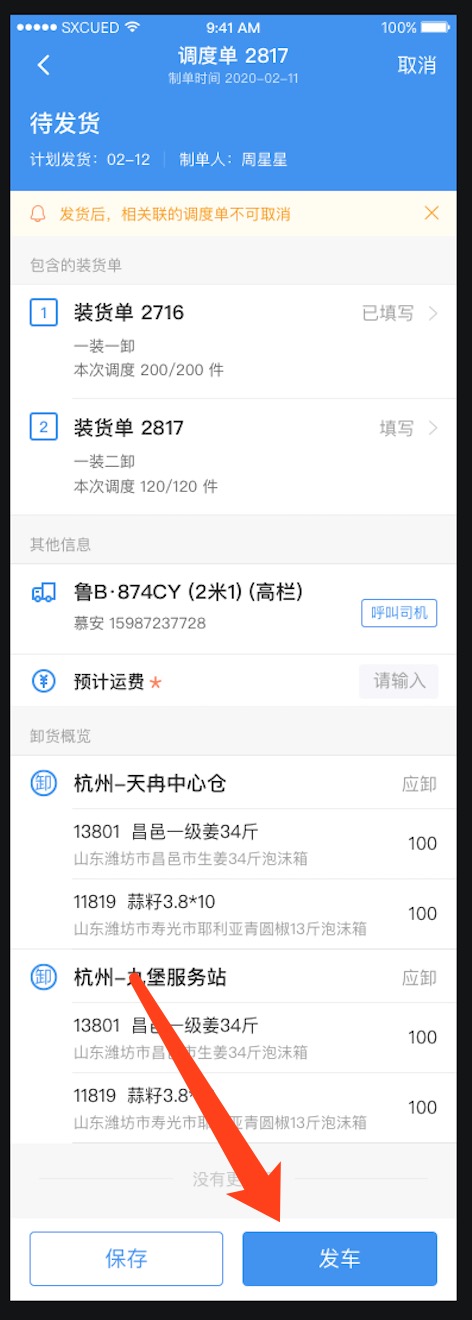 SXCUED 9:41 AM 100%
调度单 2817
取消
制单时间 2020-02-11
待发货
计划发货：02-12 制单人：周星星
发货后，相关联的调度单不可取消
包含的装货单
1 装货单 2716 已填写
一装一卸
本次调度 200/200 件
2 装货单 2817 填写
一装二卸
本次调度 120/120 件
其他信息
鲁B·874CY (2米1) (高栏)
慕安 15987237728
呼叫司机
预计运费* 请输入
卸货概览
卸 杭州-天冉中心仓 应卸
13801 昌邑一级姜34斤
山东潍坊市昌邑市生姜34斤泡沫箱
100
11819 蒜籽3.8*10
山东潍坊市寿光市耶利亚青圆椒13斤泡沫箱
100
卸 杭州-九堡服务站 应卸
13801 昌邑一级姜34斤
山东潍坊市昌邑市生姜34斤泡沫箱
100
11819 蒜籽3.8*
山东潍坊市寿光市耶利亚青圆椒13斤泡沫箱
100
没有更
保存 发车